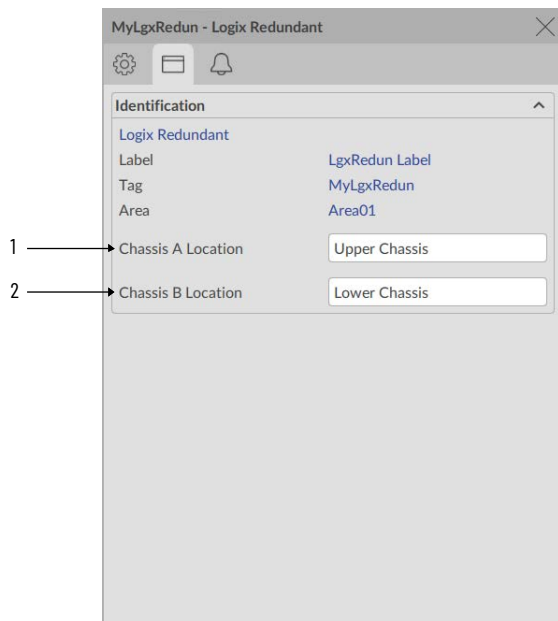 MyLgxRedun - Logix Redundant
Identification
Logix Redundant
Label LgxRedun Label
Tag MyLgxRedun
Area Area01
1 Chassis A Location Upper Chassis
2 Chassis B Location Lower Chassis